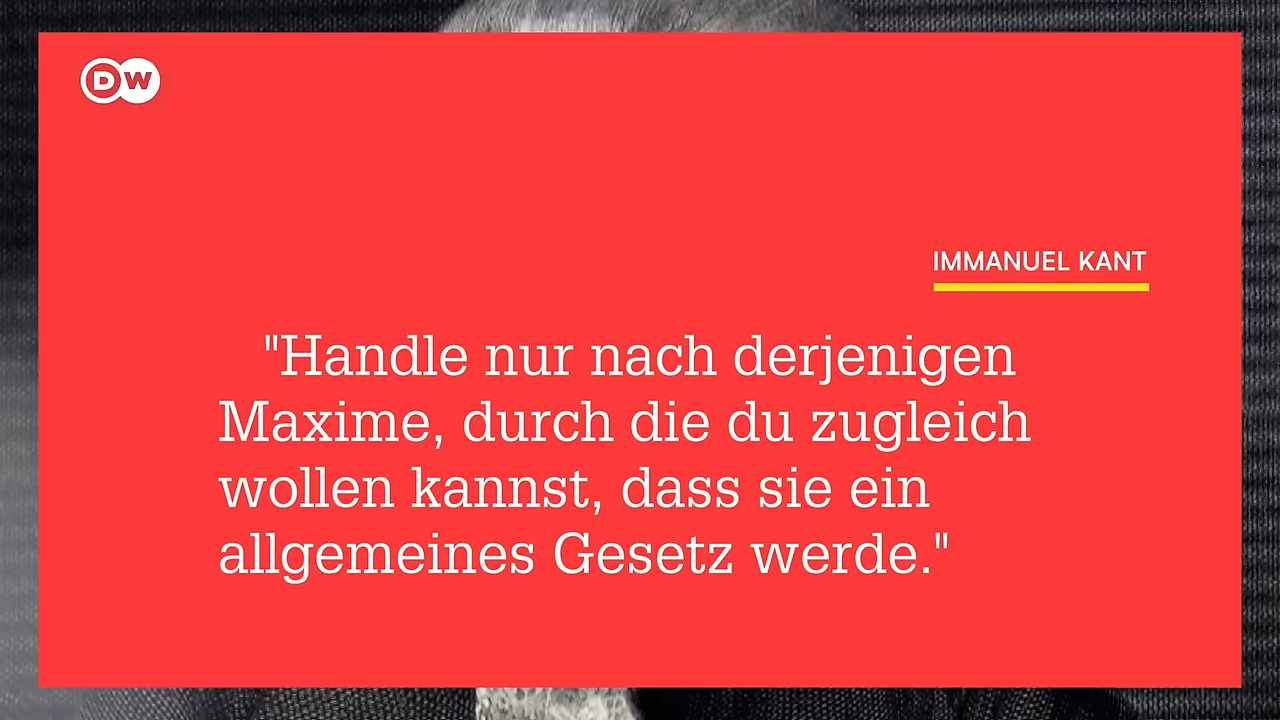 DW
IMMANUEL KANT
"Handle nur nach derjenigen
Maxime, durch die du zugleich
wollen kannst, dass sie ein
allgemeines Gesetz werde."